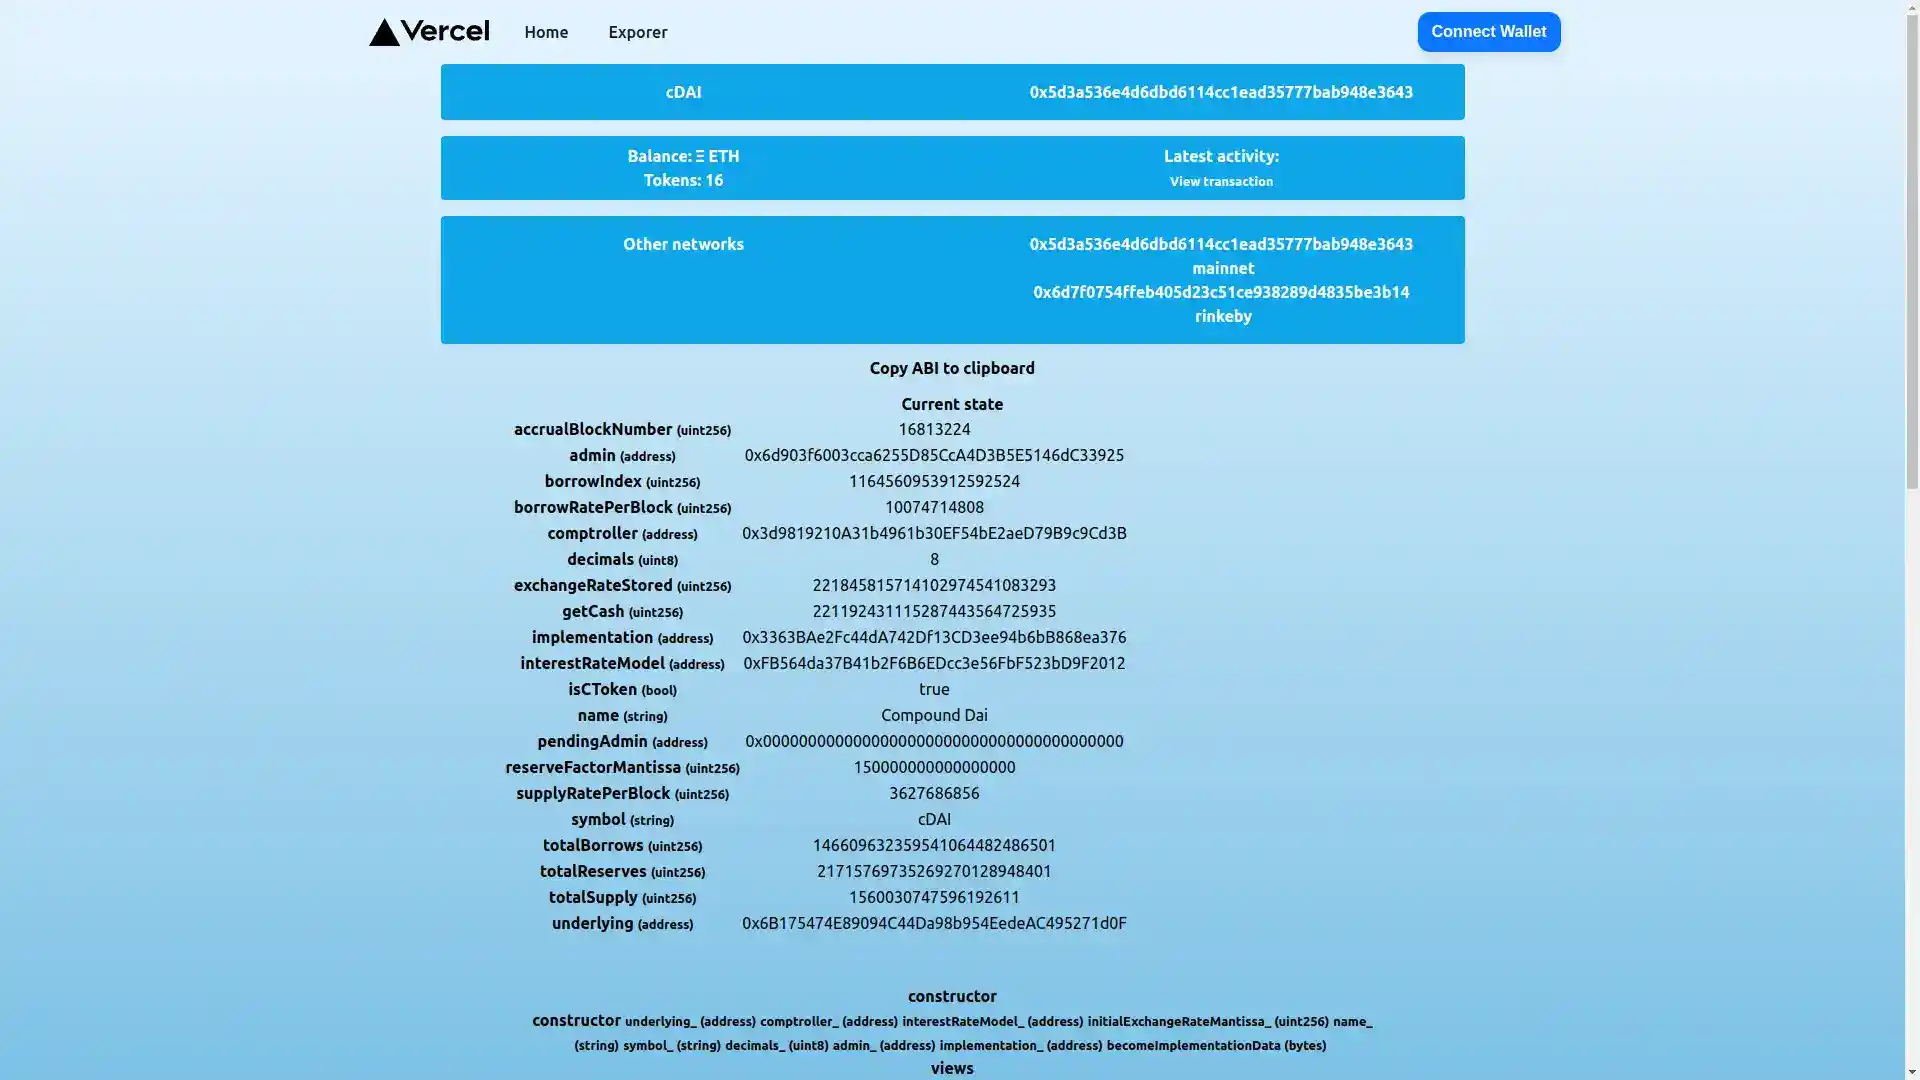 Vercel Home Exporer Connect Wallet
cDAI 0x5d3a536e4d6dbd6114cc1ead35777bab948e3643
Balance: Ξ ETH Latest activity:
Tokens: 16 View transaction
Other networks 0x5d3a536e4d6dbd6114cc1ead35777bab948e3643
mainnet
0x6d7f0754ffeb405d23c51ce938289d4835be3b14
rinkeby
Copy ABI to clipboard
Current state
accrualBlockNumber (uint256) 16813224
admin (address) 0x6d903f6003cca6255D85CcA4D3B5E5146dC33925
borrowIndex (uint256) 1164560953912592524
borrowRatePerBlock (uint256) 10074714808
comptroller (address) 0x3d9819210A31b4961b30EF54bE2aeD79B9c9Cd3B
decimals (uint8) 8
exchangeRateStored (uint256) 221845815714102974541083293
getCash (uint256) 221192431115287443564725935
implementation (address) 0x3363BAe2Fc44dA742Df13CD3ee94b6bB868ea376
interestRateModel (address) 0xFB564da37B41b2F6B6EDcc3e56FbF523bD9F2012
isCToken (bool) true
name (string) Compound Dai
pendingAdmin (address) 0x0000000000000000000000000000000000000000
reserveFactorMantissa (uint256) 150000000000000000
supplyRatePerBlock (uint256) 3627686856
symbol (string) cDAI
totalBorrows (uint256) 146609632359541064482486501
totalReserves (uint256) 21715769735269270128948401
totalSupply (uint256) 1560030747596192611
underlying (address) 0x6B175474E89094C44Da98b954EedeAC495271d0F
constructor
constructor underlying_ (address) comptroller_ (address) interestRateModel_ (address) initialExchangeRateMantissa_ (uint256) name_
(string) symbol_ (string) decimals_ (uint8) admin_ (address) implementation_ (address) becomeImplementationData (bytes)
views